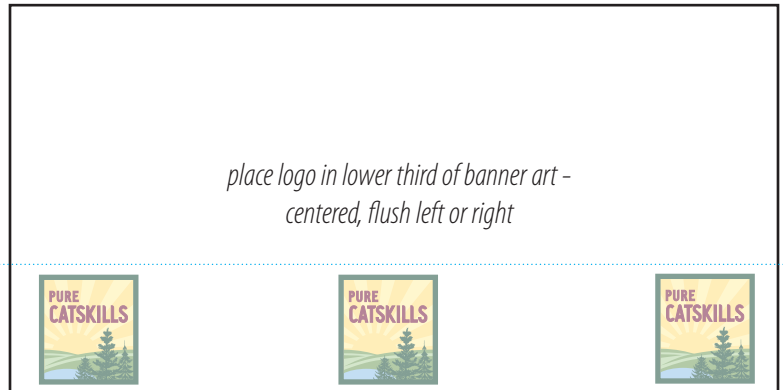 place logo in lower third of banner art –
centered, flush left or right
PURE
CATSKILLS
PURE
CATSKILLS
PURE
CATSKILLS